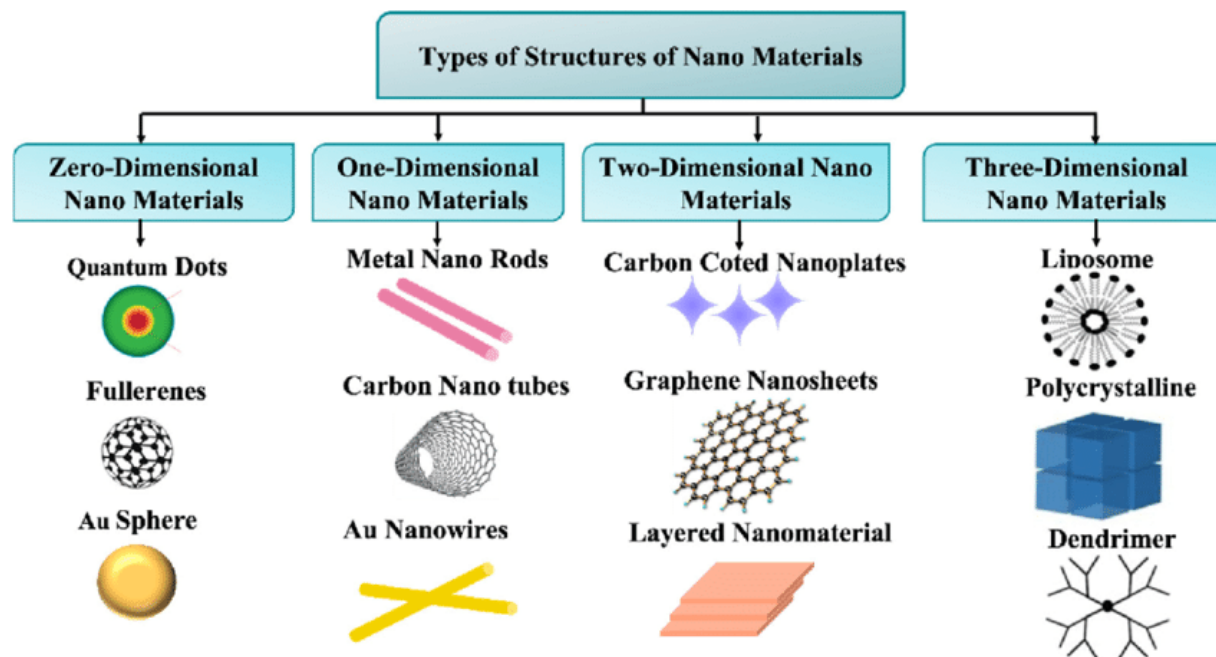 Types of Structures of Nano Materials
Zero-Dimensional
Nano Materials
One-Dimensional
Nano Materials
Two-Dimensional Nano
Materials
Three-Dimensional
Nano Materials
Quantum Dots
Fullerenes
Au Sphere
Metal Nano Rods
Carbon Nano tubes
Au Nanowires
Carbon Coted Nanoplates
Graphene Nanosheets
Layered Nanomaterial
Liposome
Polycrystalline
Dendrimer